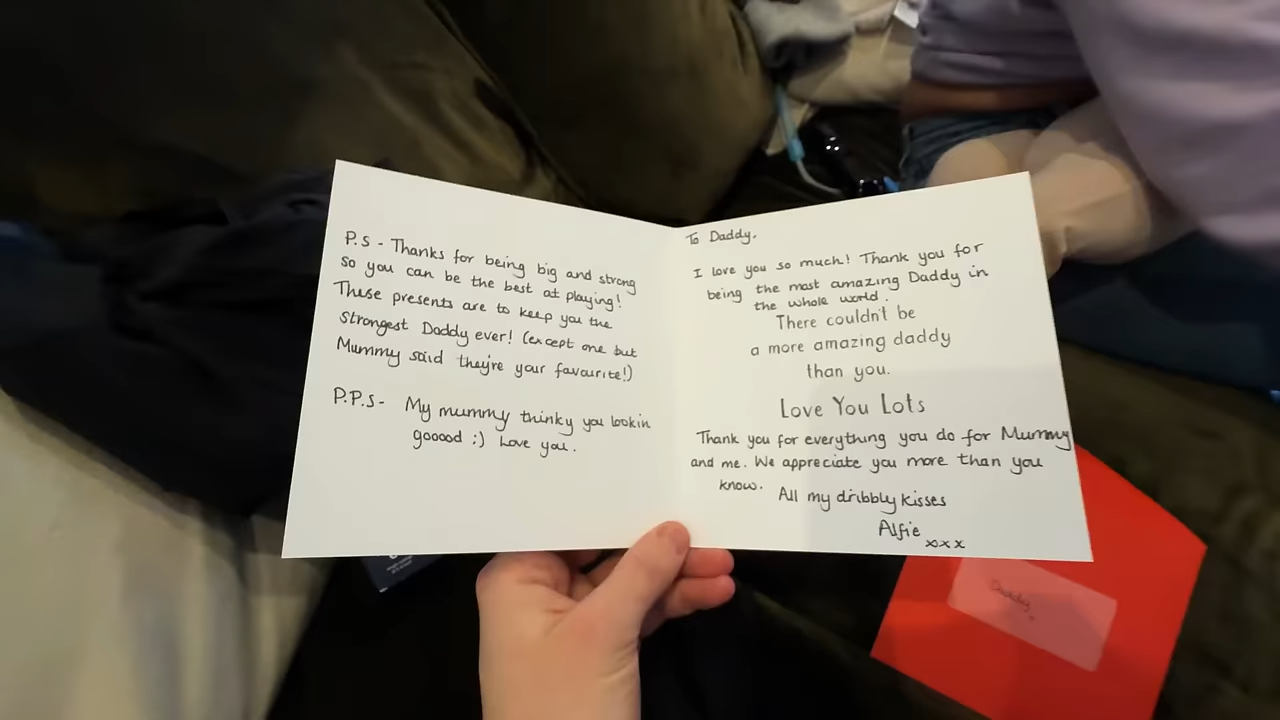 P.S - Thanks for being big and strong
so you can be the best at playing!
These presents are to keep you the
strongest Daddy ever! (except one but
Mummy said they're your favourite!)
P.P.S- My mummy thinky you lookin
gooood :) Love you.
To Daddy,
I love you so much! Thank you for
being the most amazing Daddy in
the whole world.
There couldn't be
a more amazing daddy
than you.
Love You Lots
Thank you for everything you do for Mummy
and me. We appreciate you more than you
know.
All my dribbly kisses
Alfie
xxx
Daddy